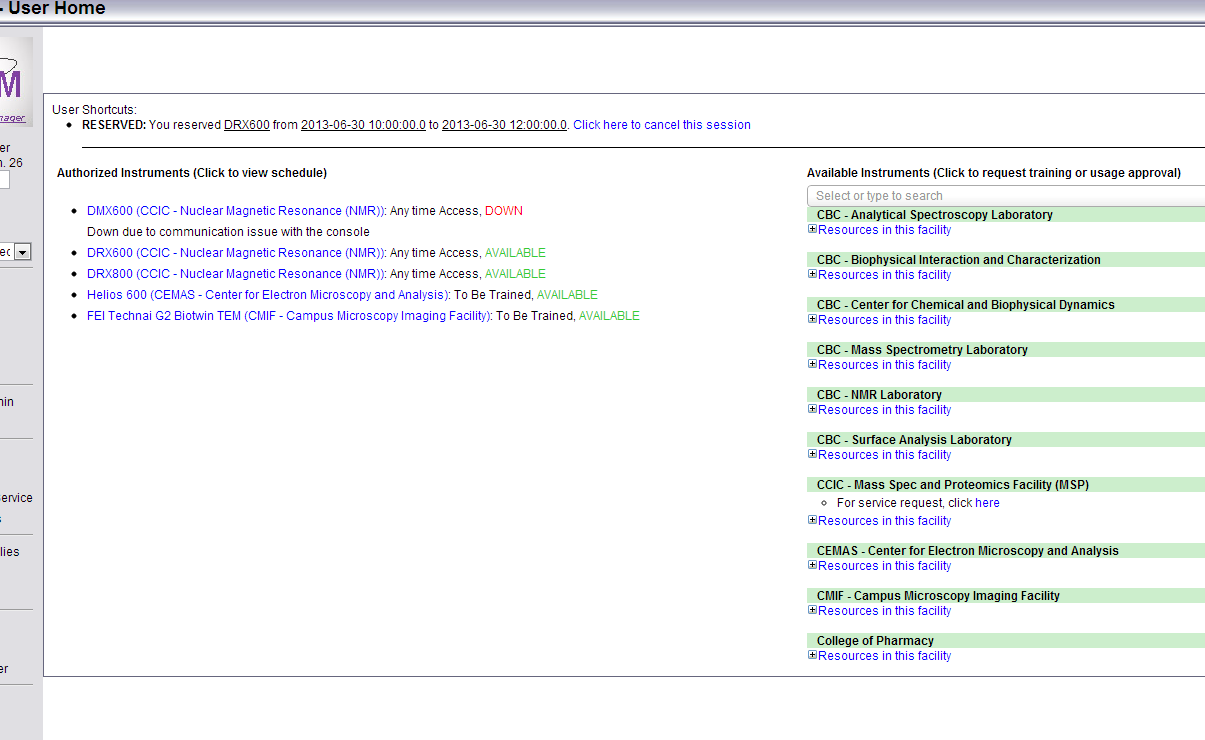 - User Home
M
nager
er
n. 26
ec
nin
ervice
s
lies
er
User Shortcuts:
RESERVED: You reserved DRX600 from 2013-06-30 10:00:00.0 to 2013-06-30 12:00:00.0. Click here to cancel this session
Authorized Instruments (Click to view schedule)
DMX600 (CCIC - Nuclear Magnetic Resonance (NMR)): Any time Access, DOWN
Down due to communication issue with the console
DRX600 (CCIC - Nuclear Magnetic Resonance (NMR)): Any time Access, AVAILABLE
DRX800 (CCIC - Nuclear Magnetic Resonance (NMR)): Any time Access, AVAILABLE
Helios 600 (CEMAS - Center for Electron Microscopy and Analysis): To Be Trained, AVAILABLE
FEI Technai G2 Biotwin TEM (CMIF - Campus Microscopy Imaging Facility): To Be Trained, AVAILABLE
Available Instruments (Click to request training or usage approval)
Select or type to search
CBC - Analytical Spectroscopy Laboratory
Resources in this facility
CBC - Biophysical Interaction and Characterization
Resources in this facility
CBC - Center for Chemical and Biophysical Dynamics
Resources in this facility
CBC - Mass Spectrometry Laboratory
Resources in this facility
CBC - NMR Laboratory
Resources in this facility
CBC - Surface Analysis Laboratory
Resources in this facility
CCIC - Mass Spec and Proteomics Facility (MSP)
For service request, click here
Resources in this facility
CEMAS - Center for Electron Microscopy and Analysis
Resources in this facility
CMIF - Campus Microscopy Imaging Facility
Resources in this facility
College of Pharmacy
Resources in this facility